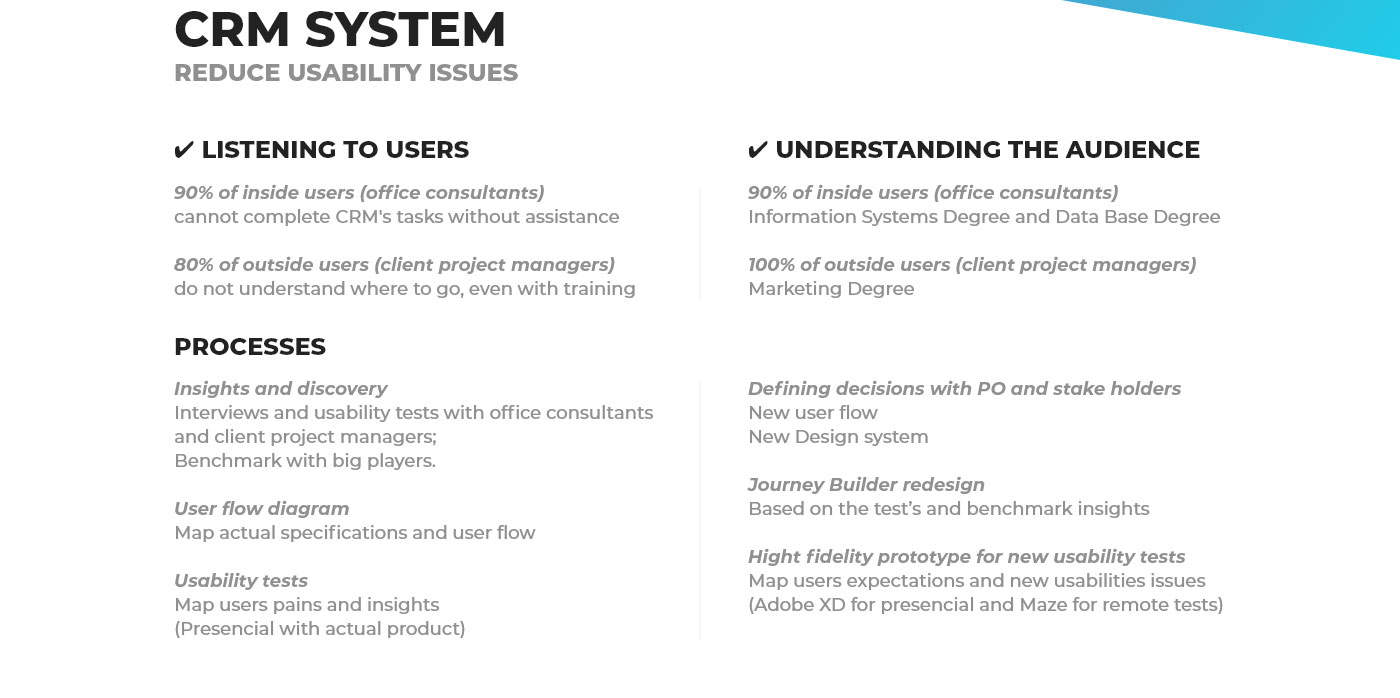 CRM SYSTEM
REDUCE USABILITY ISSUES
✔ LISTENING TO USERS
90% of inside users (office consultants)
cannot complete CRM's tasks without assistance
80% of outside users (client project managers)
do not understand where to go, even with training
✔ UNDERSTANDING THE AUDIENCE
90% of inside users (office consultants)
Information Systems Degree and Data Base Degree
100% of outside users (client project managers)
Marketing Degree
PROCESSES
Insights and discovery
Interviews and usability tests with office consultants
and client project managers;
Benchmark with big players.
User flow diagram
Map actual specifications and user flow
Usability tests
Map users pains and insights
(Presencial with actual product)
Defining decisions with PO and stake holders
New user flow
New Design system
Journey Builder redesign
Based on the test’s and benchmark insights
Hight fidelity prototype for new usability tests
Map users expectations and new usabilities issues
(Adobe XD for presencial and Maze for remote tests)